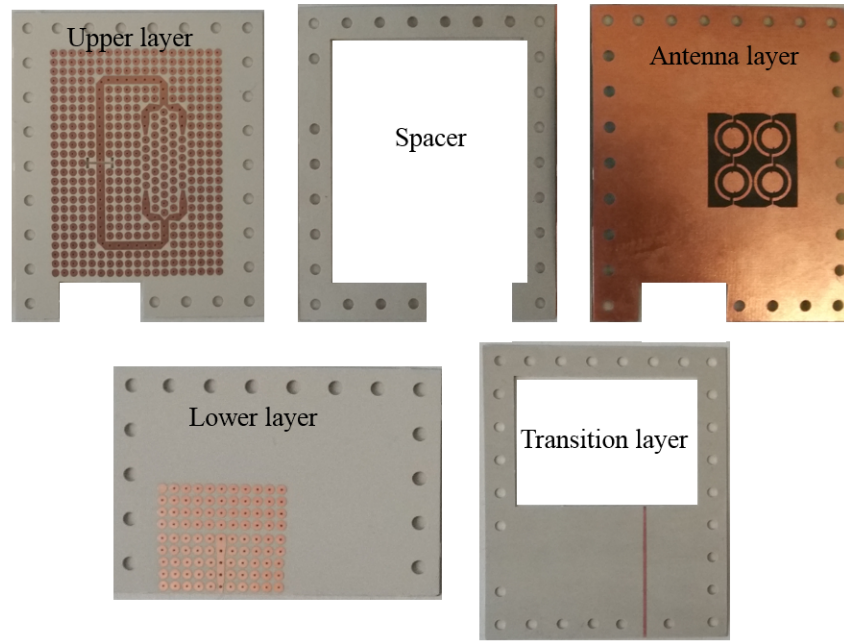 Upper layer
Spacer
Antenna layer
Lower layer
Transition layer